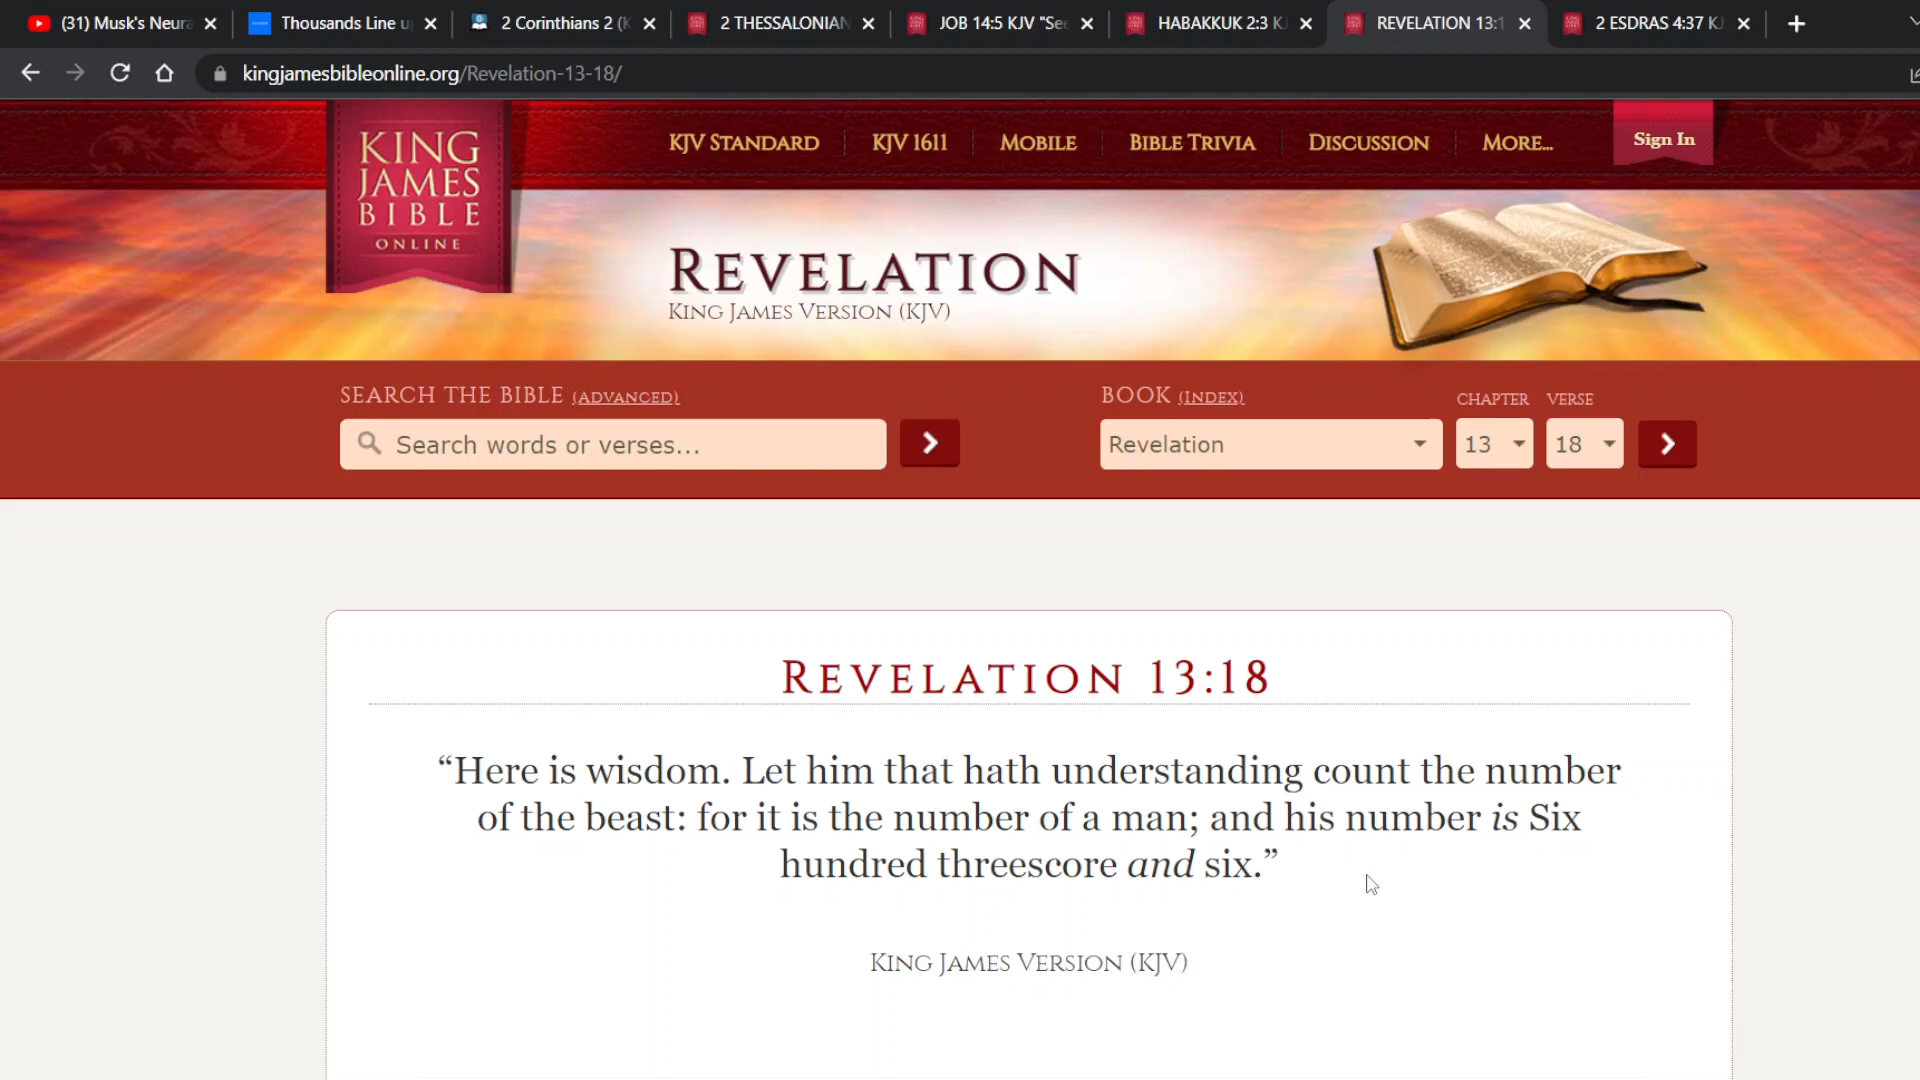 (31) Musk's Neura
Thousands Line u
2 Corinthians 2 (K
2 THESSALONIAN
JOB 14:5 KJV "See
HABAKKUK 2:3 KJ
REVELATION 13:1
2 ESDRAS 4:37 KJ
kingjamesbibleonline.org/Revelation-13-18/
KING
JAMES
BIBLE
ONLINE
KJV STANDARD
KJV 1611
MOBILE
BIBLE TRIVIA
DISCUSSION
MORE...
Sign In
REVELATION
KING JAMES VERSION (KJV)
SEARCH THE BIBLE (ADVANCED)
BOOK (INDEX)
CHAPTER
VERSE
Search words or verses...
Revelation
13
18
REVELATION 13:18
“Here is wisdom. Let him that hath understanding count the number
of the beast: for it is the number of a man; and his number is Six
hundred threescore and six.”
KING JAMES VERSION (KJV)